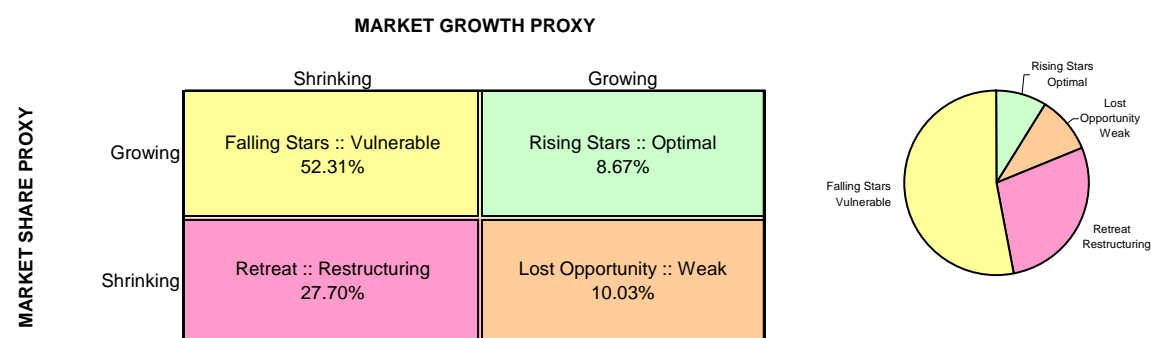 MARKET GROWTH PROXY
Shrinking
Growing
MARKET SHARE PROXY
Growing
Falling Stars :: Vulnerable
52.31%
Rising Stars :: Optimal
8.67%
Shrinking
Retreat :: Restructuring
27.70%
Lost Opportunity :: Weak
10.03%
Rising Stars
Optimal
Lost
Opportunity
Weak
Falling Stars
Vulnerable
Retreat
Restructuring